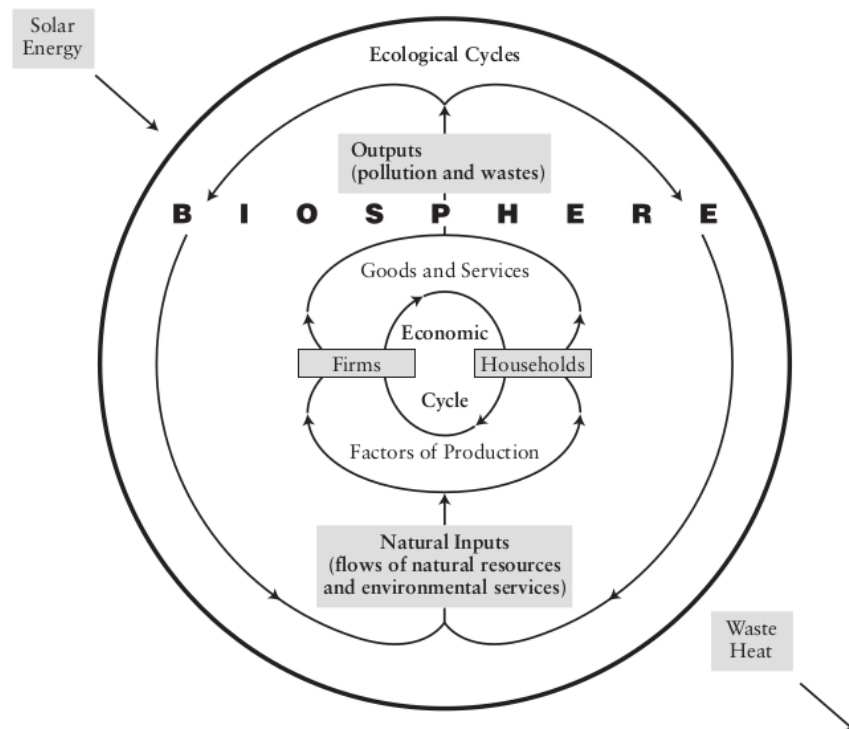 Solar
Energy
Ecological Cycles
Outputs
(pollution and wastes)
B I O S P H E R E
Goods and Services
Economic
Firms
Households
Cycle
Factors of Production
Natural Inputs
(flows of natural resources
and environmental services)
Waste
Heat